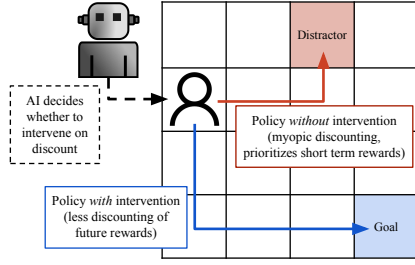 Distractor
AI decides
whether to
intervene on
discount
Policy without intervention
(myopic discounting,
prioritizes short term rewards)
Policy with intervention
(less discounting of
future rewards)
Goal